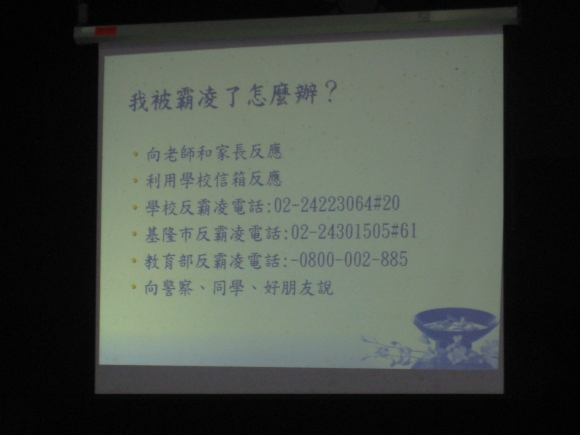 我被霸凌了怎麼辦？
向老師和家長反應
利用學校信箱反應
學校反霸凌電話:02-24223064#20
基隆市反霸凌電話:02-24301505#61
教育部反霸凌電話:-0800-002-885
向警察、同學、好朋友說